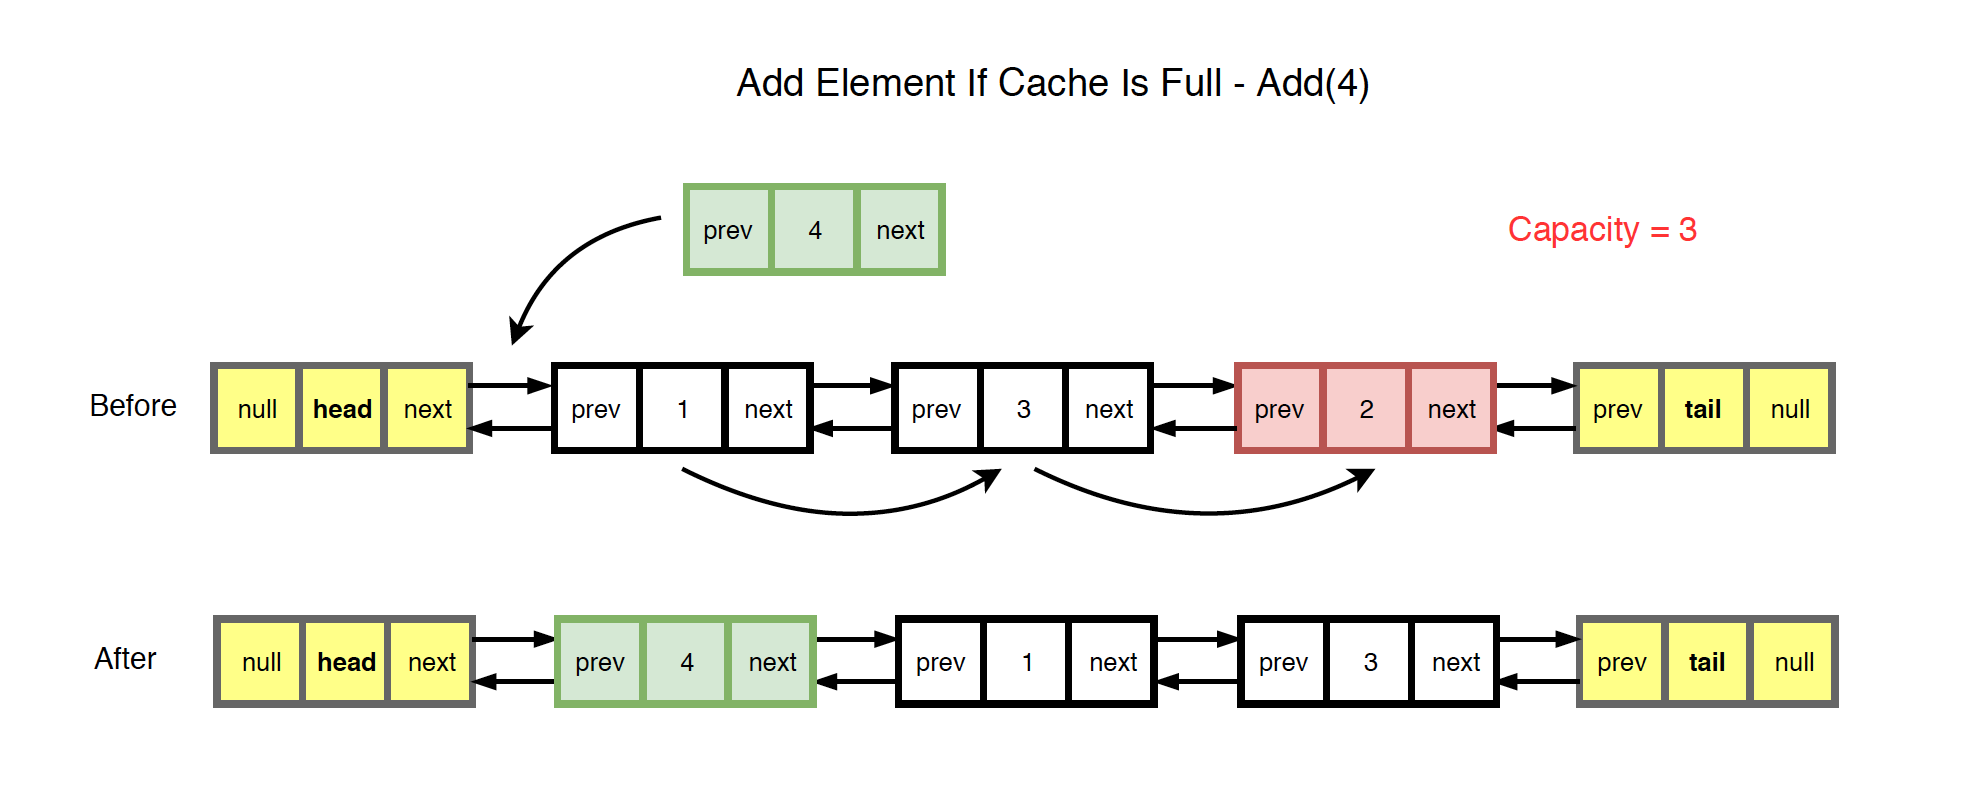 Add Element If Cache Is Full - Add(4)
prev 4 next
Capacity = 3
Before
null head next
prev 1 next
prev 3 next
prev 2 next
prev tail null
After
null head next
prev 4 next
prev 1 next
prev 3 next
prev tail null